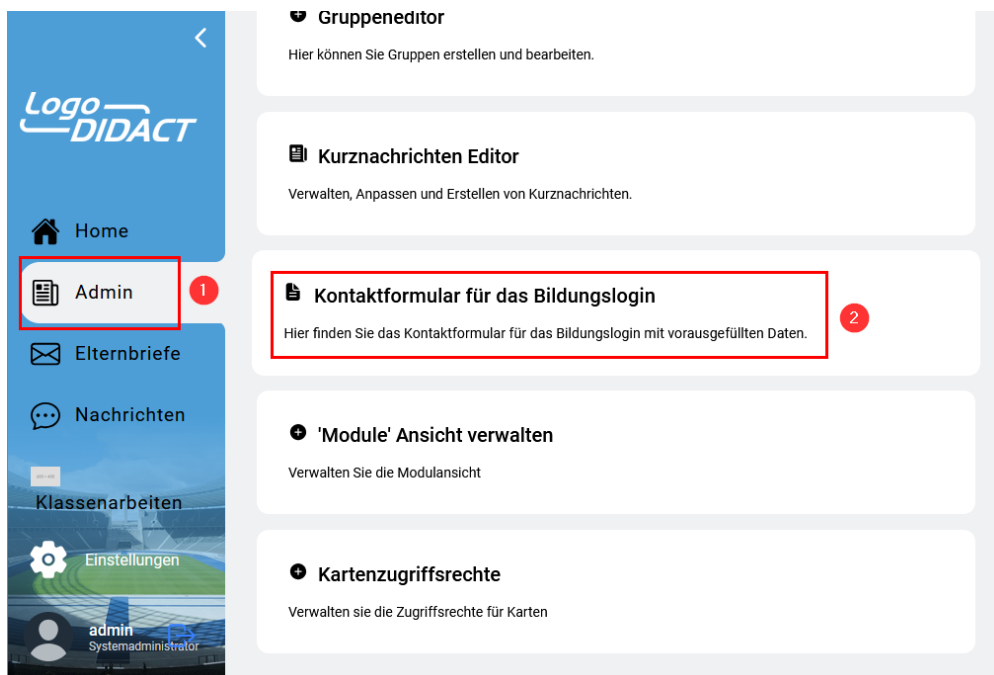 Logo
DIDACT
Home
Admin
1
Elternbriefe
Nachrichten
Klassenarbeiten
Einstellungen
admin
Systemadministrator
Gruppeneditor
Hier können Sie Gruppen erstellen und bearbeiten.
Kurznachrichten Editor
Verwalten, Anpassen und Erstellen von Kurznachrichten.
Kontaktformular für das Bildungslogin
Hier finden Sie das Kontaktformular für das Bildungslogin mit vorausgefüllten Daten.
2
'Module' Ansicht verwalten
Verwalten Sie die Modulansicht
Kartenzugriffsrechte
Verwalten sie die Zugriffsrechte für Karten